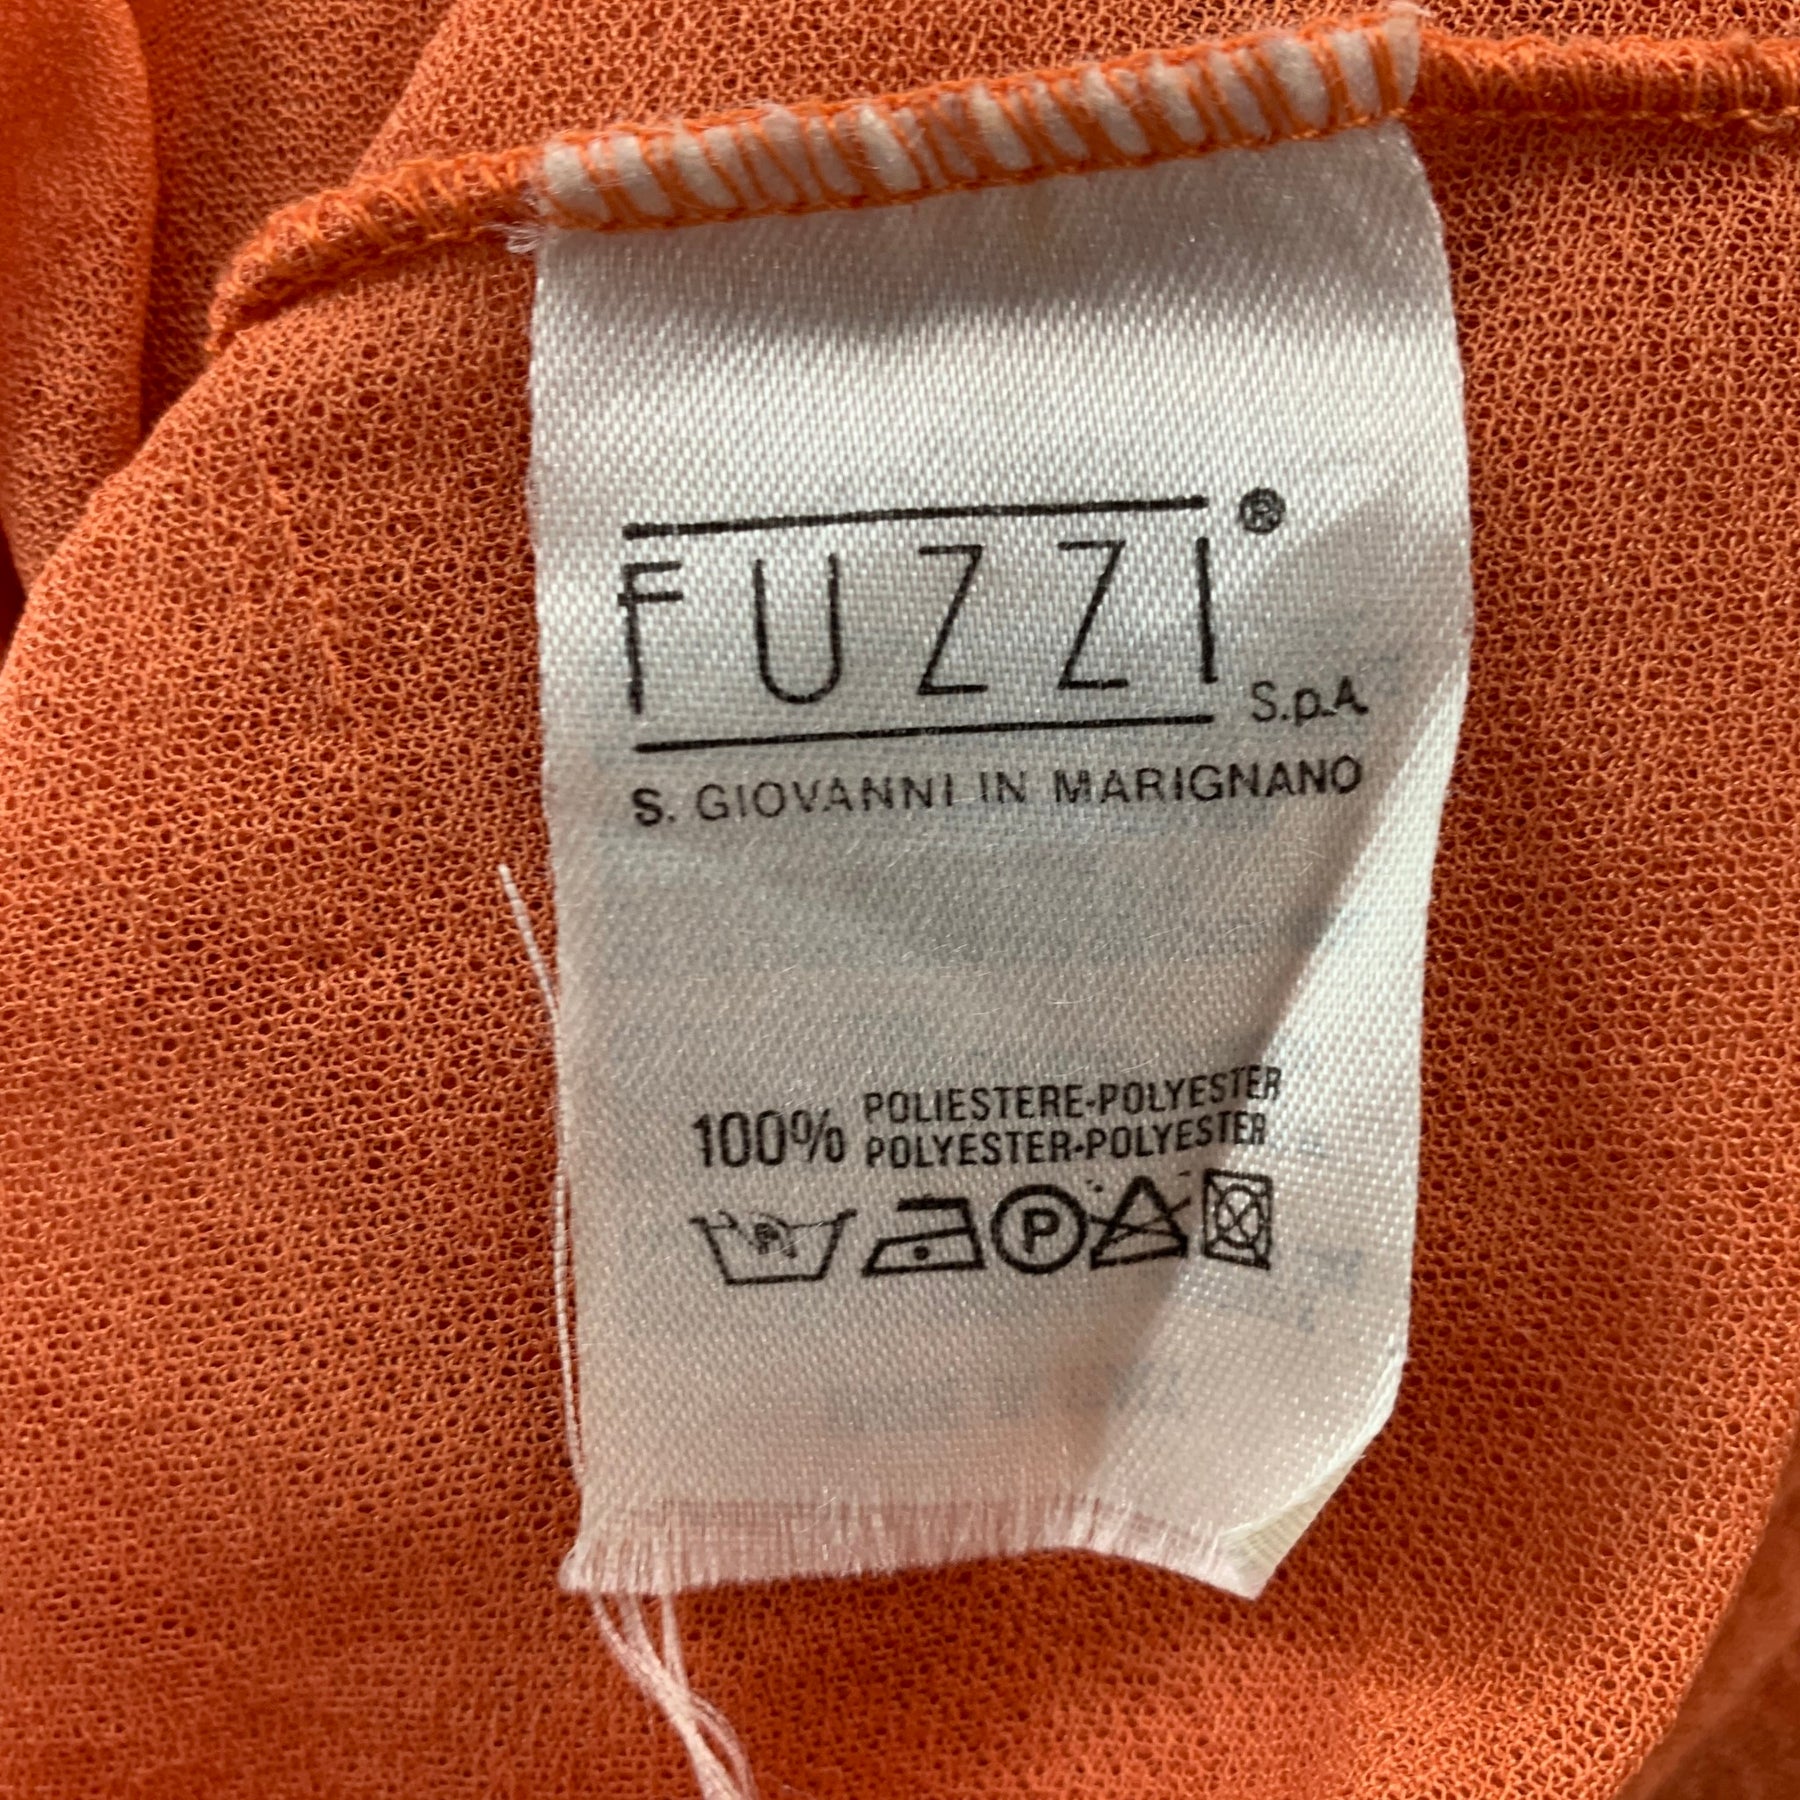 FUZZI®
S.p.A.
S. GIOVANNI IN MARIGNANO
100% POLIESTERE-POLYESTER
POLYESTER-POLYESTER
P